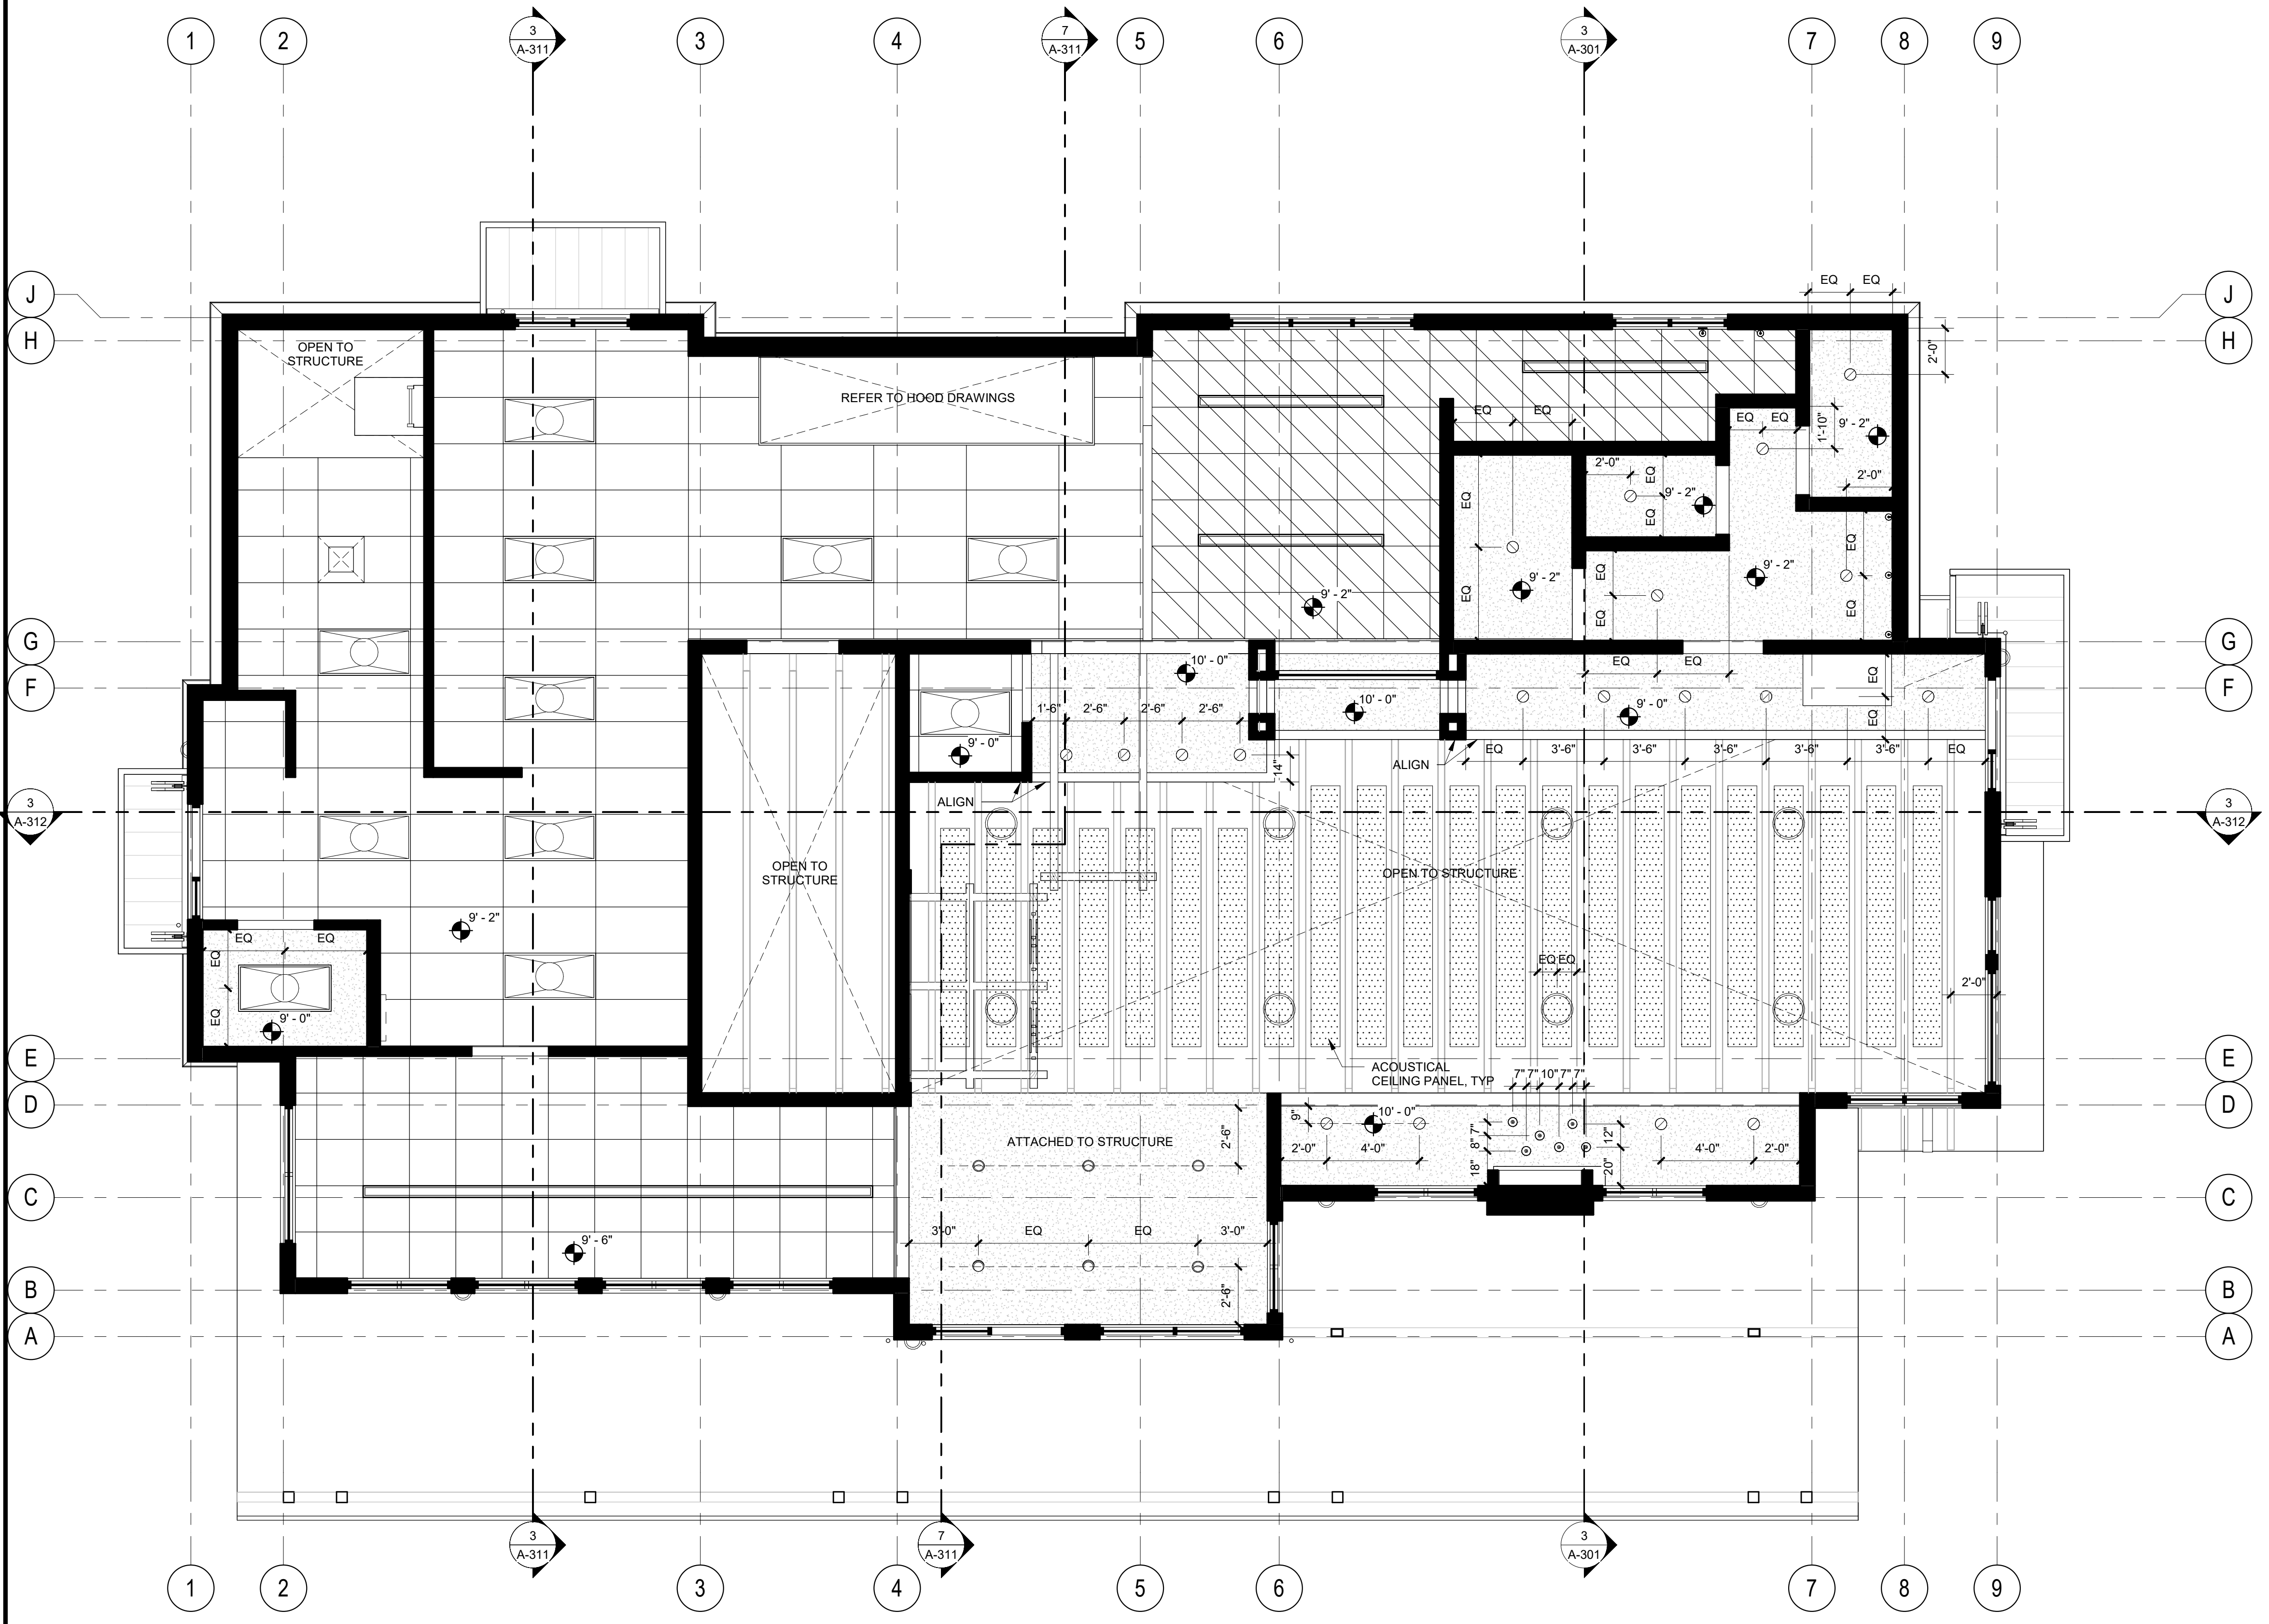 1 2 3 A-311 3 4 7 A-311 5 6 3 A-301 7 8 9
EQ EQ
J J
H H
2'-0"
OPEN TO
STRUCTURE
REFER TO HOOD DRAWINGS
EQ EQ
EQ EQ
1'-10"
9' - 2"
2'-0"
EQ
9' - 2"
2'-0"
EQ
EQ
EQ
EQ
9' - 2"
EQ
9' - 2"
EQ
9' - 2"
EQ
EQ
EQ
G G
10' - 0"
EQ EQ
EQ
F F
1'-6" 2'-6" 2'-6" 2'-6"
10' - 0"
9' - 0"
EQ
9' - 0"
EQ 3'-6" 3'-6" 3'-6" 3'-6" 3'-6" EQ
14"
ALIGN
ALIGN
3
A-312
3
A-312
OPEN TO
STRUCTURE
OPEN TO STRUCTURE
9' - 2"
EQ EQ
EQ
EQ EQ
2'-0"
EQ
9' - 0"
E E
ACOUSTICAL
CEILING PANEL, TYP
7" 7" 10" 7" 7"
D D
9"
10' - 0"
ATTACHED TO STRUCTURE
2'-6"
2'-0" 4'-0"
7"
8"
18"
12"
20"
4'-0" 2'-0"
C C
3'-0" EQ EQ 3'-0"
9' - 6"
B B
2'-6"
A A
3
A-311
7
A-311
3
A-301
1 2 3 4 5 6 7 8 9